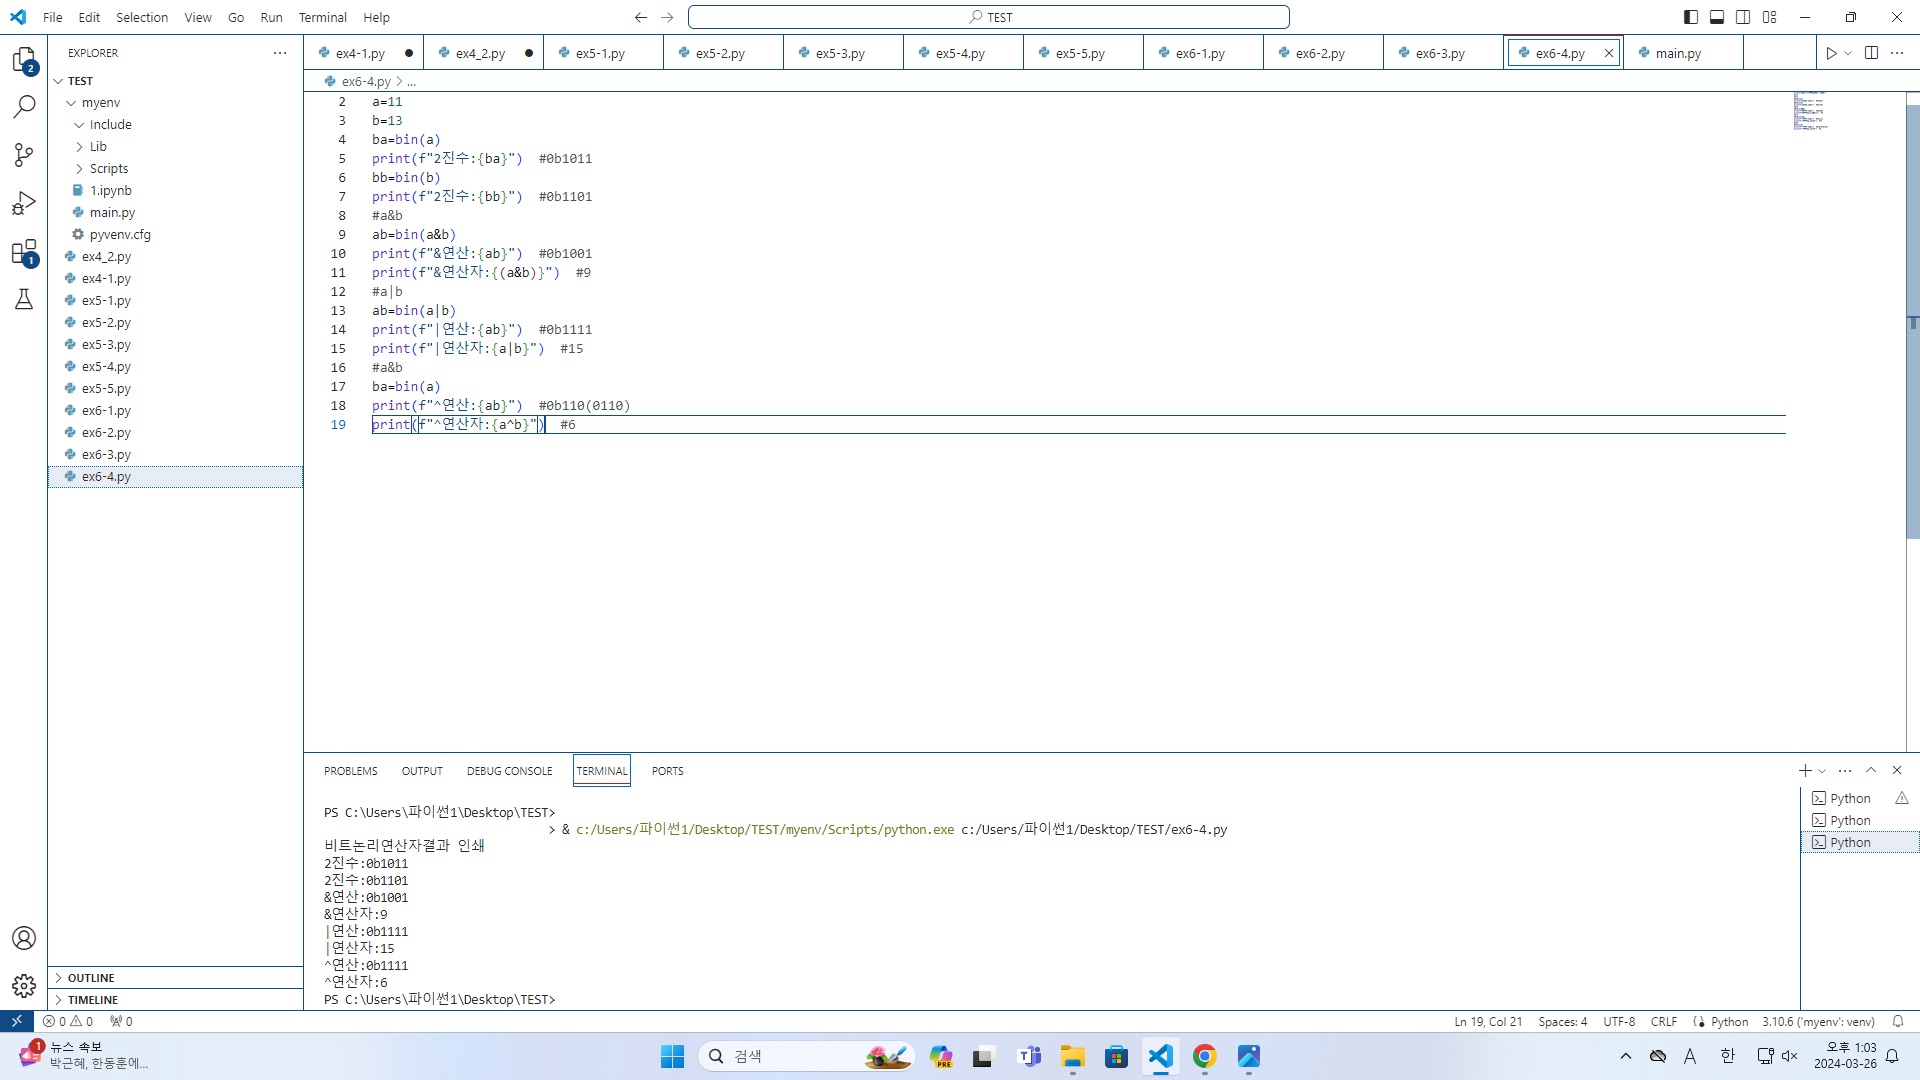 File Edit Selection View Go Run Terminal Help
TEST
EXPLORER
TEST
myenv
Include
Lib
Scripts
1.ipynb
main.py
pyvenv.cfg
ex4_2.py
ex4-1.py
ex5-1.py
ex5-2.py
ex5-3.py
ex5-4.py
ex5-5.py
ex6-1.py
ex6-2.py
ex6-3.py
ex6-4.py
OUTLINE
TIMELINE
ex4-1.py ex4_2.py ex5-1.py ex5-2.py ex5-3.py ex5-4.py ex5-5.py ex6-1.py ex6-2.py ex6-3.py ex6-4.py main.py
ex6-4.py > ...
2 a=11
3 b=13
4 ba=bin(a)
5 print(f"2진수:{ba}") #0b1011
6 bb=bin(b)
7 print(f"2진수:{bb}") #0b1101
8 #a&b
9 ab=bin(a&b)
10 print(f"&연산:{ab}") #0b1001
11 print(f"&연산자:{(a&b)}") #9
12 #a|b
13 ab=bin(a|b)
14 print(f"|연산:{ab}") #0b1111
15 print(f"|연산자:{a|b}") #15
16 #a&b
17 ba=bin(a)
18 print(f"^연산:{ab}") #0b110(0110)
19 print(f"^연산자:{a^b}") #6
PROBLEMS OUTPUT DEBUG CONSOLE TERMINAL PORTS
PS C:\Users\파이썬1\Desktop\TEST>
> & c:/Users/파이썬1/Desktop/TEST/myenv/Scripts/python.exe c:/Users/파이썬1/Desktop/TEST/ex6-4.py
비트논리연산자결과 인쇄
2진수:0b1011
2진수:0b1101
&연산:0b1001
&연산자:9
|연산:0b1111
|연산자:15
^연산:0b1111
^연산자:6
PS C:\Users\파이썬1\Desktop\TEST>
Python
Python
Python
2
1
0 0 0
Ln 19, Col 21 Spaces: 4 UTF-8 CRLF Python 3.10.6 ('myenv': venv)
1
뉴스 속보
박근혜, 한동훈에...
검색
PRE
A 한
오후 1:03
2024-03-26